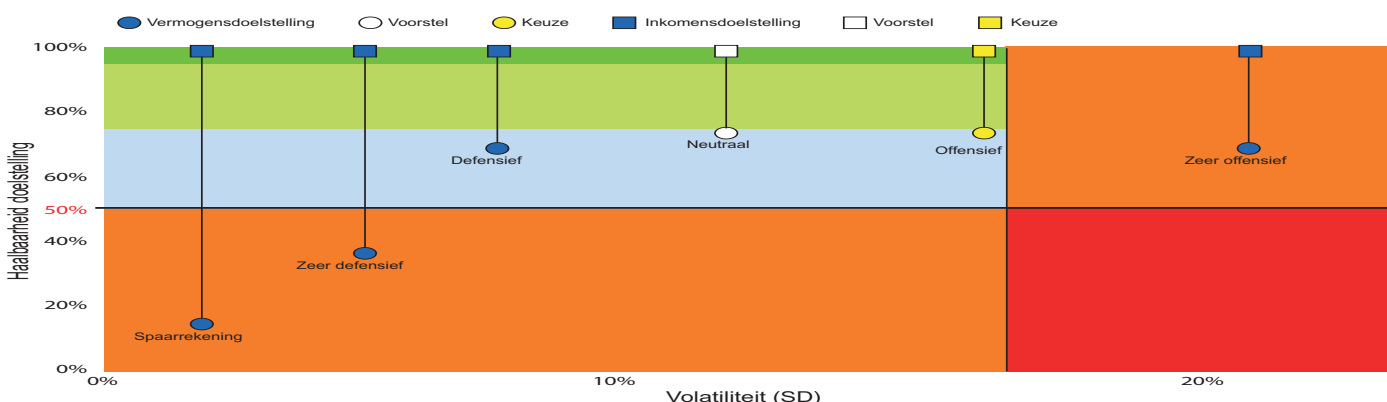 Vermogensdoelstelling Voorstel Keuze Inkomensdoelstelling Voorstel Keuze
100%
80%
Neutraal
Offensief
Defensief
Zeer offensief
60%
50%
40%
Zeer defensief
20%
Spaarrekening
0%
Haalbaarheid doelstelling
0% 10% 20%
Volatiliteit (SD)